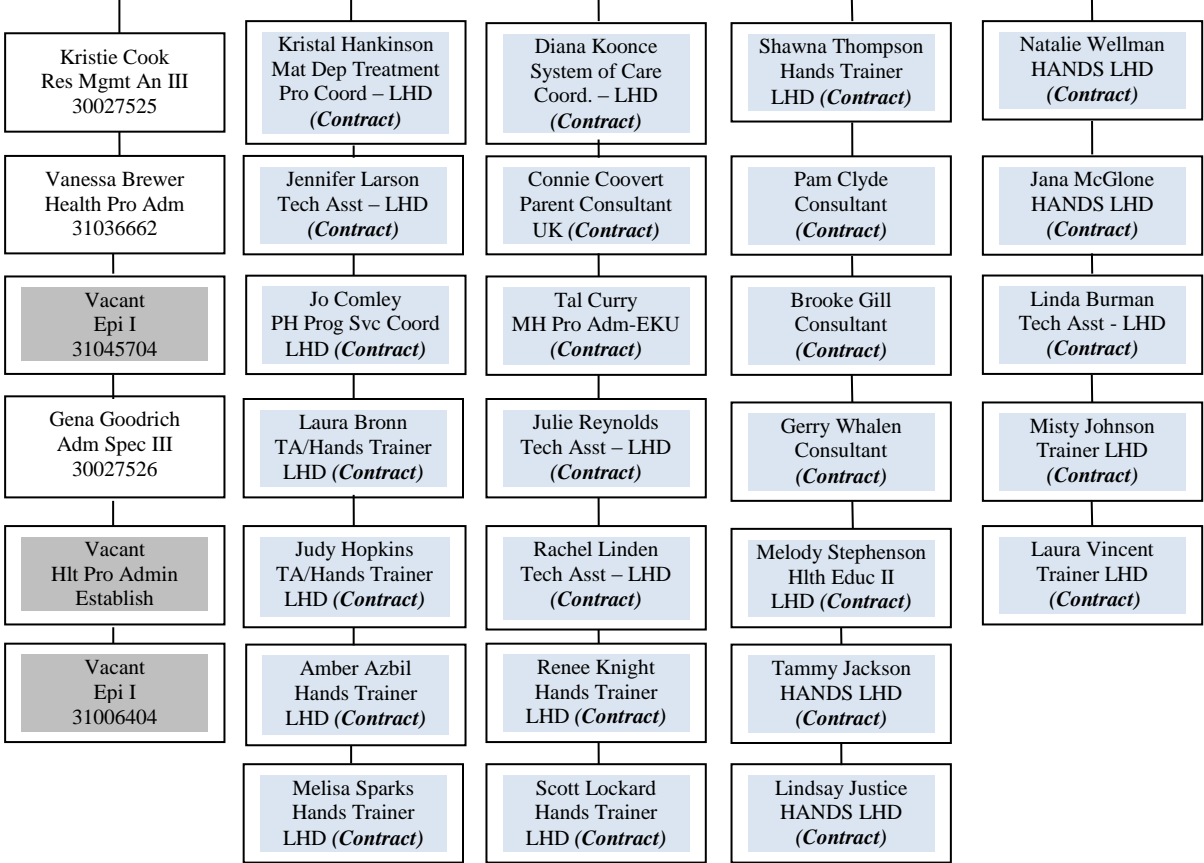 Kristie Cook
Res Mgmt An III
30027525
Vanessa Brewer
Health Pro Adm
31036662
Vacant
Epi I
31045704
Gena Goodrich
Adm Spec III
30027526
Vacant
Hlt Pro Admin
Establish
Vacant
Epi I
31006404
Kristal Hankinson
Mat Dep Treatment
Pro Coord – LHD
(Contract)
Jennifer Larson
Tech Asst – LHD
(Contract)
Jo Comley
PH Prog Svc Coord
LHD (Contract)
Laura Bronn
TA/Hands Trainer
LHD (Contract)
Judy Hopkins
TA/Hands Trainer
LHD (Contract)
Amber Azbil
Hands Trainer
LHD (Contract)
Melisa Sparks
Hands Trainer
LHD (Contract)
Diana Koonce
System of Care
Coord. – LHD
(Contract)
Connie Coovert
Parent Consultant
UK (Contract)
Tal Curry
MH Pro Adm-EKU
(Contract)
Julie Reynolds
Tech Asst – LHD
(Contract)
Rachel Linden
Tech Asst – LHD
(Contract)
Renee Knight
Hands Trainer
LHD (Contract)
Scott Lockard
Hands Trainer
LHD (Contract)
Shawna Thompson
Hands Trainer
LHD (Contract)
Pam Clyde
Consultant
(Contract)
Brooke Gill
Consultant
(Contract)
Gerry Whalen
Consultant
(Contract)
Melody Stephenson
Hlth Educ II
LHD (Contract)
Tammy Jackson
HANDS LHD
(Contract)
Lindsay Justice
HANDS LHD
(Contract)
Natalie Wellman
HANDS LHD
(Contract)
Jana McGlone
HANDS LHD
(Contract)
Linda Burman
Tech Asst - LHD
(Contract)
Misty Johnson
Trainer LHD
(Contract)
Laura Vincent
Trainer LHD
(Contract)